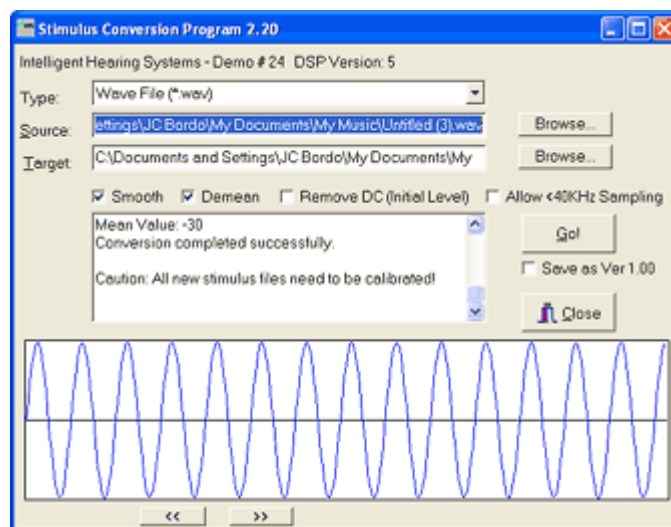 Stimulus Conversion Program 2.20
Intelligent Hearing Systems - Demo # 24 DSP Version: 5
Type: Wave File (*.wav)
Source: ettings\JC Bordo\My Documents\My Music\Untitled (3).wav Browse...
Target: C:\Documents and Settings\JC Bordo\My Documents\My Browse...
Smooth Demean Remove DC (Initial Level) Allow <40KHz Sampling
Mean Value: -30
Conversion completed successfully.
Caution: All new stimulus files need to be calibrated!
Go!
Save as Ver 1.00
Close
<< >>